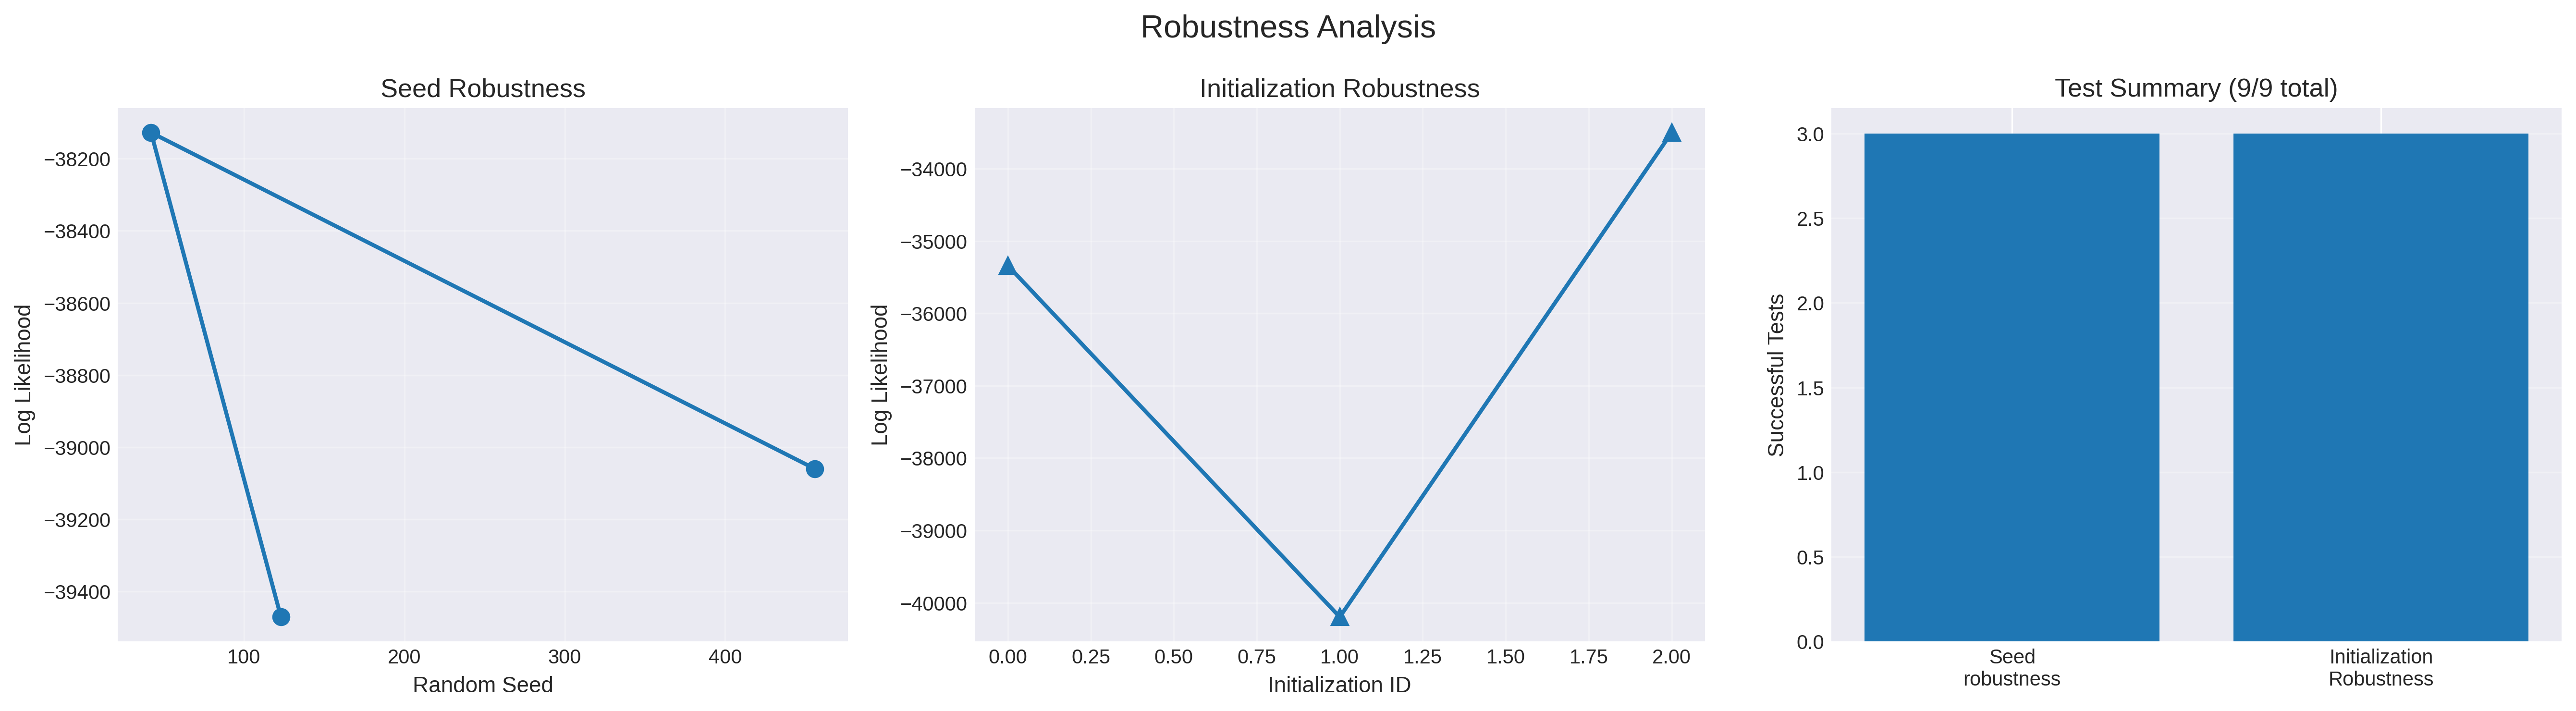 Robustness Analysis
Seed Robustness
Log Likelihood
−38200
−38400
−38600
−38800
−39000
−39200
−39400
100 200 300 400
Random Seed
Initialization Robustness
Log Likelihood
−34000
−35000
−36000
−37000
−38000
−39000
−40000
0.00 0.25 0.50 0.75 1.00 1.25 1.50 1.75 2.00
Initialization ID
Test Summary (9/9 total)
Successful Tests
3.0
2.5
2.0
1.5
1.0
0.5
0.0
Seed
robustness
Initialization
Robustness